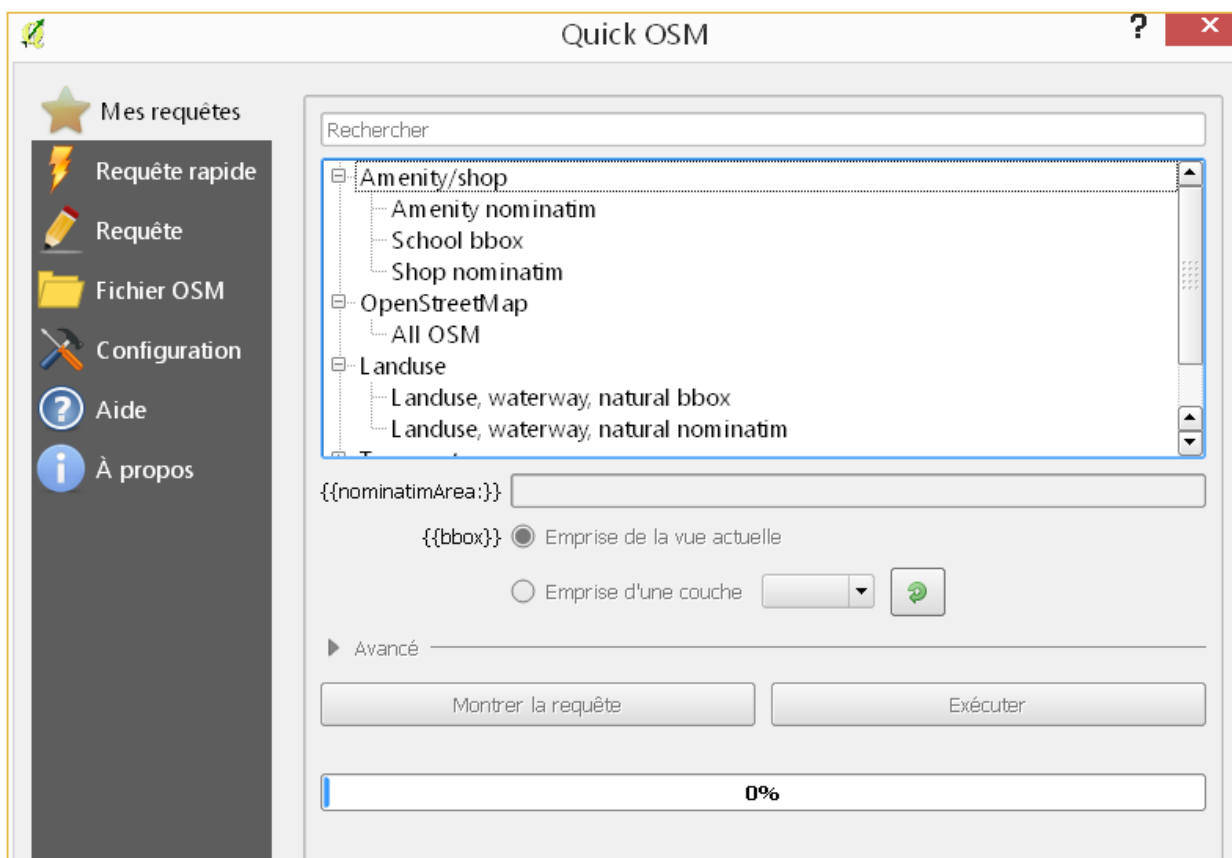 Quick OSM
?
Mes requêtes
Requête rapide
Requête
Fichier OSM
Configuration
Aide
À propos
Rechercher
Amenity/shop
Amenity nominatim
School bbox
Shop nominatim
OpenStreetMap
All OSM
Landuse
Landuse, waterway, natural bbox
Landuse, waterway, natural nominatim
{{nominatimArea:}}
{{bbox}} Emprise de la vue actuelle
Emprise d'une couche
Avancé
Montrer la requête
Exécuter
0%